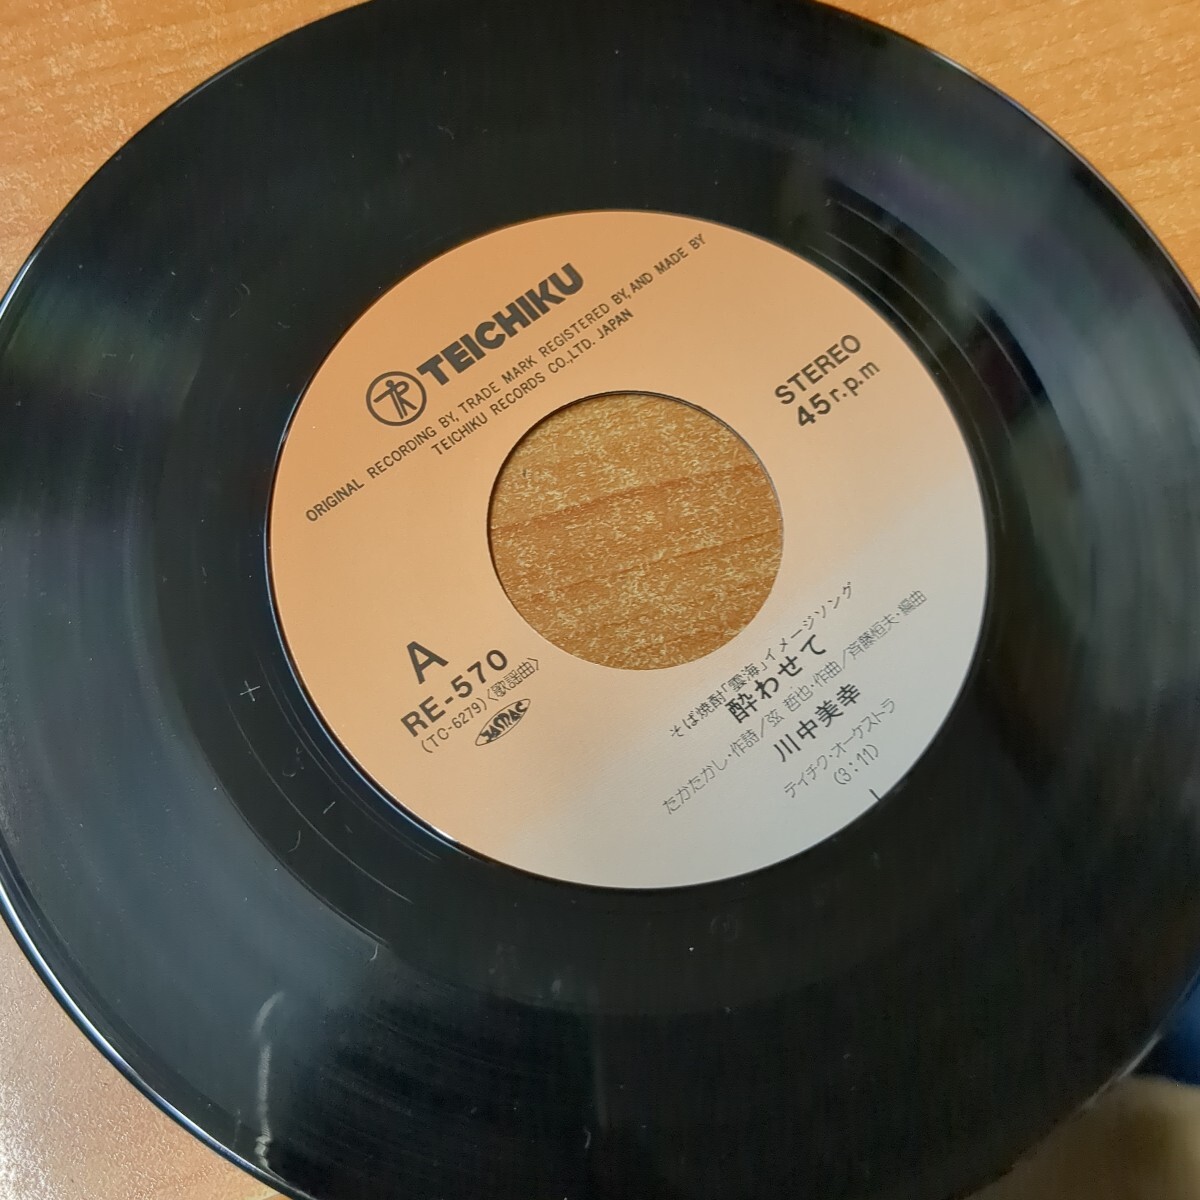 TEICHIKU
ORIGINAL RECORDING BY, TRADE MARK REGISTERED BY, AND MADE BY
TEICHIKU RECORDS CO., LTD. JAPAN
STEREO
45 r.p.m
A
RE-570
(TC-6279)〈歌謡曲〉
JASRAC
そば焼酎「雲海」イメージソング
酔わせて
たかたかし・作詩/弦 哲也・作曲/斉藤恒夫・編曲
川中美幸
テイチク・オーケストラ
(3:11)